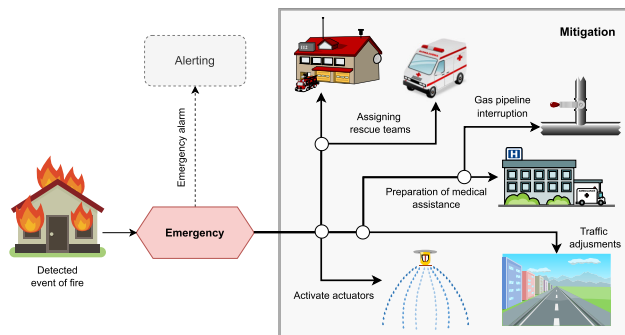 Mitigation
Alerting
Emergency alarm
Assigning
rescue teams
Gas pipeline
interruption
H
Preparation of medical
assistance
Emergency
Detected
event of fire
Traffic
adjusments
Activate actuators